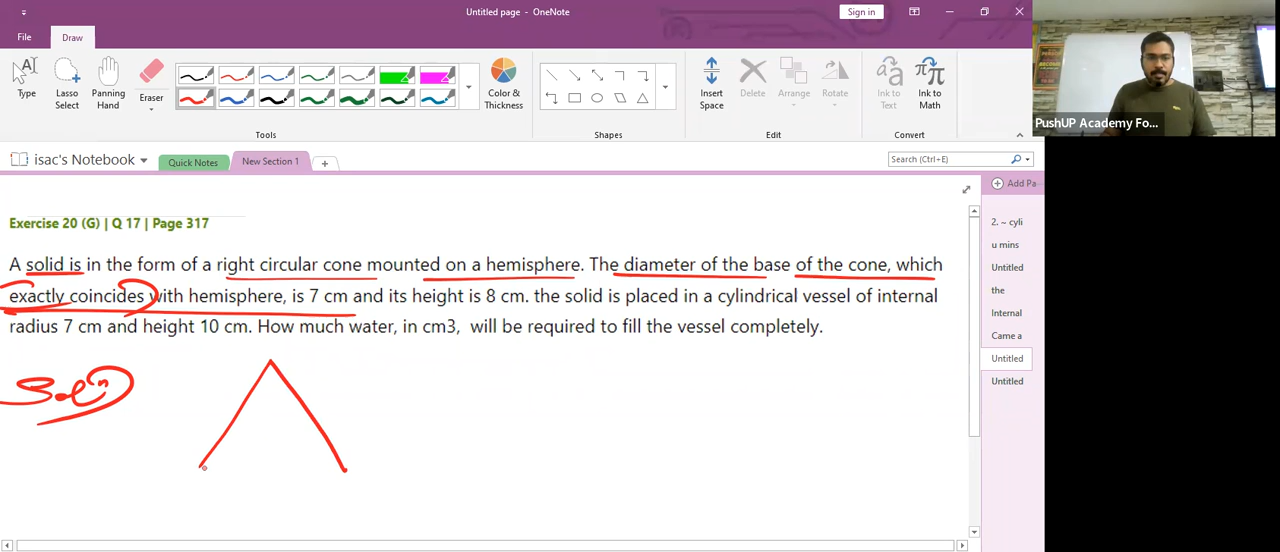 Untitled page - OneNote
Sign in
File
Draw
Type
Lasso Select
Panning Hand
Eraser
Color & Thickness
Insert Space
Delete
Arrange
Rotate
Ink to Text
Ink to Math
Tools
Shapes
Edit
Convert
PushUP Academy Fo...
isac's Notebook
Quick Notes
New Section 1
Search (Ctrl+E)
Add Pa
Exercise 20 (G) | Q 17 | Page 317
A solid is in the form of a right circular cone mounted on a hemisphere. The diameter of the base of the cone, which
exactly coincides with hemisphere, is 7 cm and its height is 8 cm. the solid is placed in a cylindrical vessel of internal
radius 7 cm and height 10 cm. How much water, in cm3, will be required to fill the vessel completely.
Sol
2. ~ cyli
u mins
Untitled
the
Internal
Came a
Untitled
Untitled